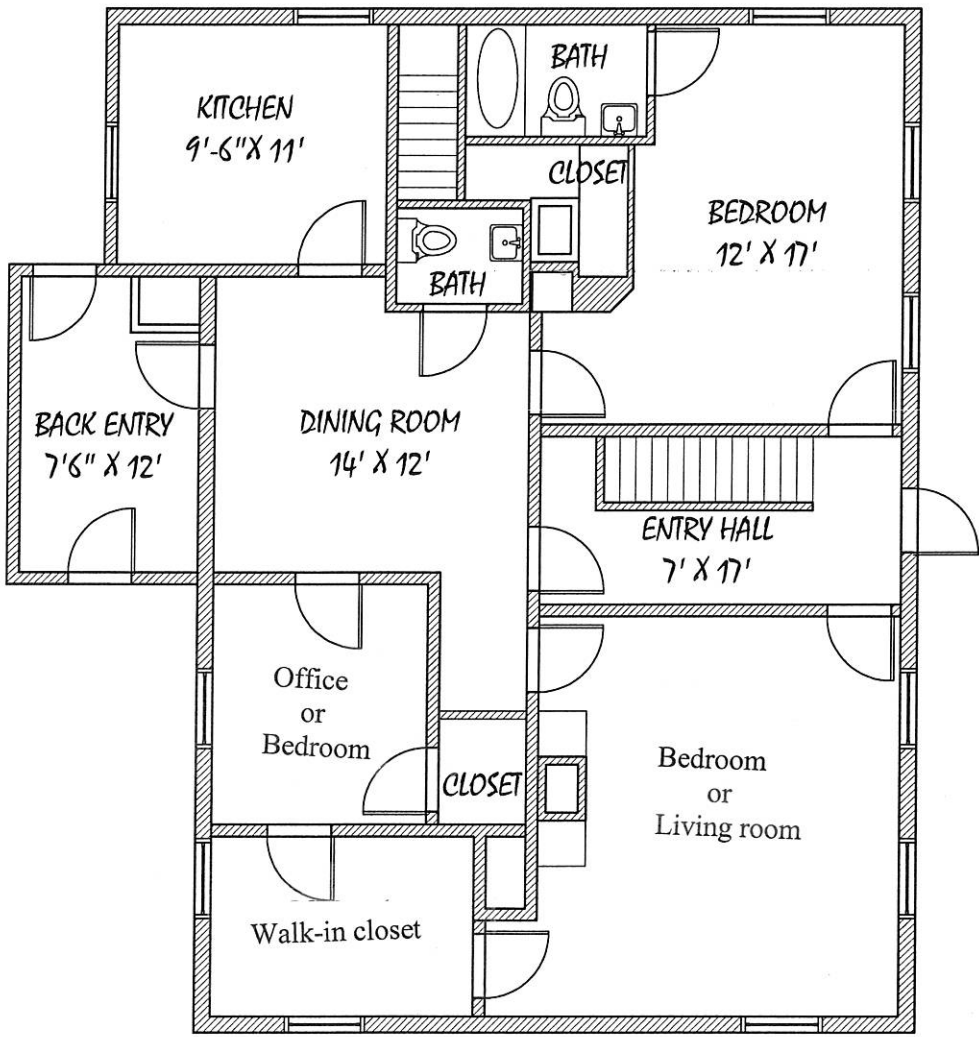 KITCHEN
9'-6"X 11'
BATH
CLOSET
BEDROOM
12' X 17'
BATH
BACK ENTRY
7'6" X 12'
DINING ROOM
14' X 12'
ENTRY HALL
7' X 17'
Office
or
Bedroom
CLOSET
Bedroom
or
Living room
Walk-in closet